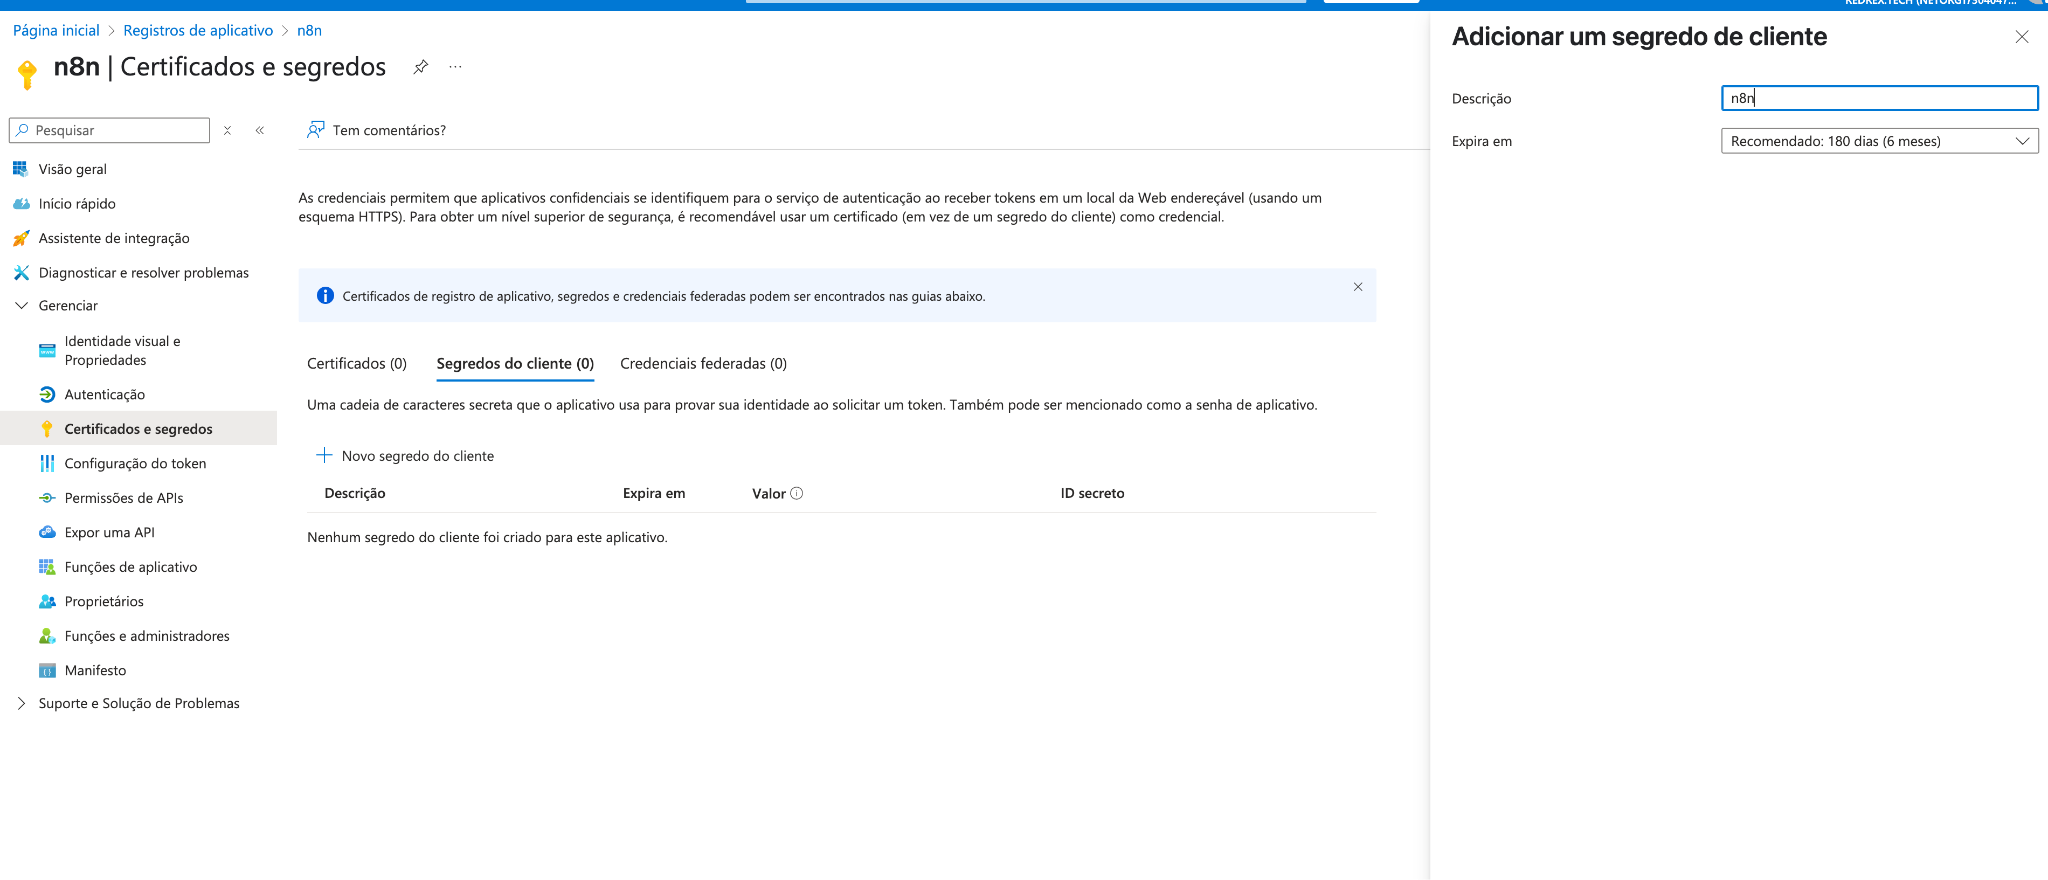 Página inicial > Registros de aplicativo > n8n
n8n | Certificados e segredos
Pesquisar
Visão geral
Início rápido
Assistente de integração
Diagnosticar e resolver problemas
Gerenciar
Identidade visual e
Propriedades
Autenticação
Certificados e segredos
Configuração do token
Permissões de APIs
Expor uma API
Funções de aplicativo
Proprietários
Funções e administradores
Manifesto
Suporte e Solução de Problemas
Tem comentários?
As credenciais permitem que aplicativos confidenciais se identifiquem para o serviço de autenticação ao receber tokens em um local da Web endereçável (usando um
esquema HTTPS). Para obter um nível superior de segurança, é recomendável usar um certificado (em vez de um segredo do cliente) como credencial.
Certificados de registro de aplicativo, segredos e credenciais federadas podem ser encontrados nas guias abaixo.
Certificados (0) Segredos do cliente (0) Credenciais federadas (0)
Uma cadeia de caracteres secreta que o aplicativo usa para provar sua identidade ao solicitar um token. Também pode ser mencionado como a senha de aplicativo.
Novo segredo do cliente
Descrição Expira em Valor ID secreto
Nenhum segredo do cliente foi criado para este aplicativo.
Adicionar um segredo de cliente
Descrição n8n
Expira em Recomendado: 180 dias (6 meses)